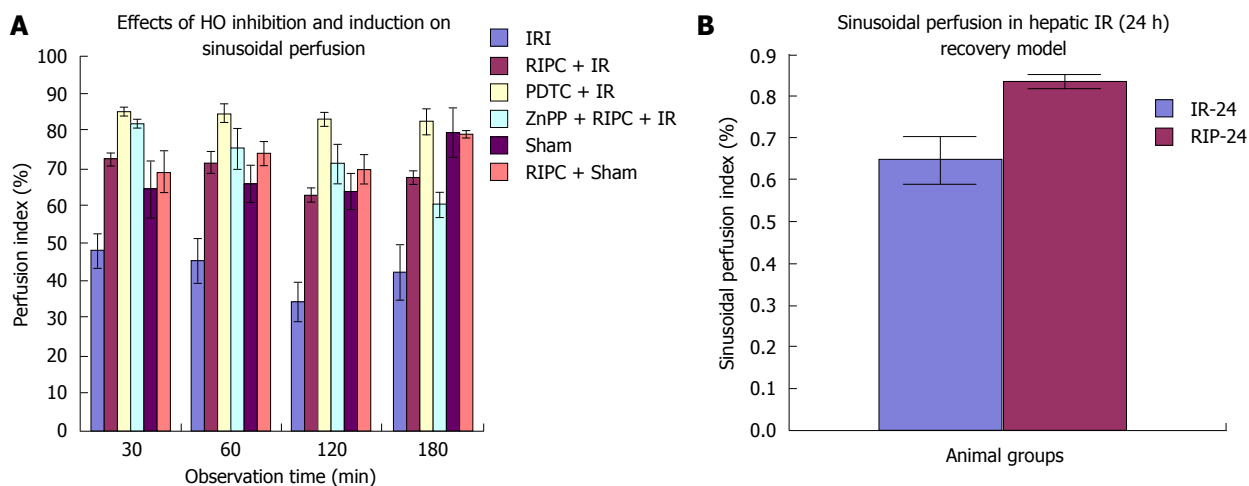 A
Effects of HO inhibition and induction on
sinusoidal perfusion
Perfusion index (%)
100
90
80
70
60
50
40
30
20
10
0
30 60 120 180
Observation time (min)
IRI
RIPC + IR
PDTC + IR
ZnPP + RIPC + IR
Sham
RIPC + Sham
B
Sinusoidal perfusion in hepatic IR (24 h)
recovery model
Sinusoidal perfusion index (%)
0.9
0.8
0.7
0.6
0.5
0.4
0.3
0.2
0.1
0.0
Animal groups
IR-24
RIP-24